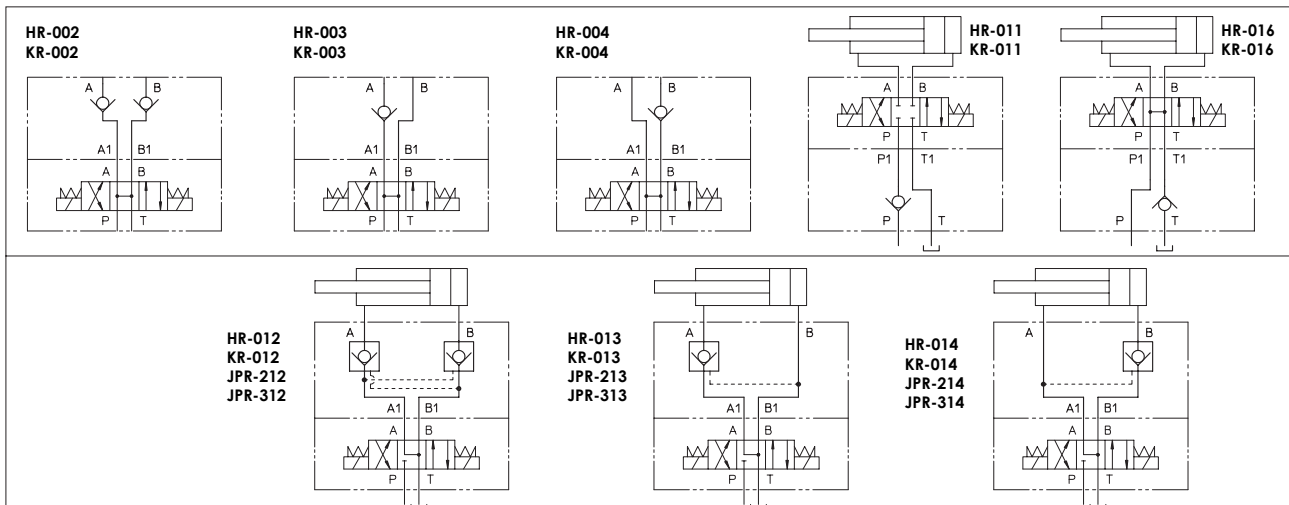 HR-002
KR-002
A B
A1 B1
A B
P T
HR-003
KR-003
A B
A1 B1
A B
P T
HR-004
KR-004
A B
A1 B1
A B
P T
HR-011
KR-011
A B
P T
P1 T1
P T
HR-016
KR-016
A B
P T
P1 T1
P T
HR-012
KR-012
JPR-212
JPR-312
A B
A1 B1
A B
P T
HR-013
KR-013
JPR-213
JPR-313
A B
A1 B1
A B
P T
HR-014
KR-014
JPR-214
JPR-314
A B
A1 B1
A B
P T